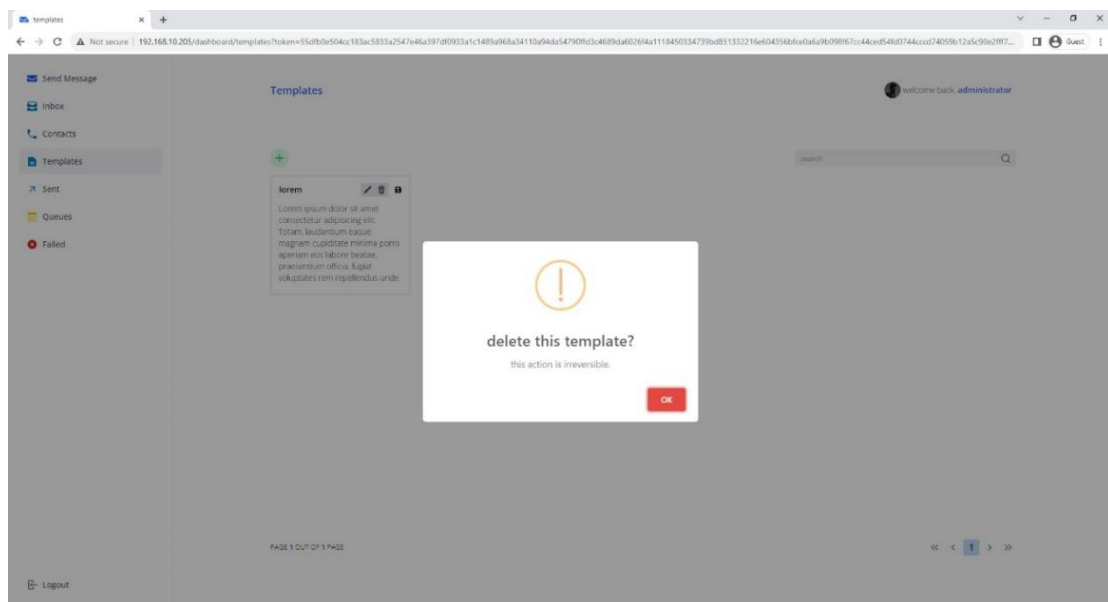 templates
Not secure
Guest
Send Message
Inbox
Contacts
Templates
Sent
Queues
Failed
Logout
Templates
welcome back, administrator
search
lorem
Lorem ipsum dolor sit amet
consectetur adipisicing elit.
Totam laudantium eaque
magnam cupiditate minima porro
aperiam eos labore beatae,
praesentium officia, fugiat
voluptates rem repellendus unde
delete this template?
this action is irreversible.
OK
PAGE 1 OUT OF 1 PAGE
« < 1 > »